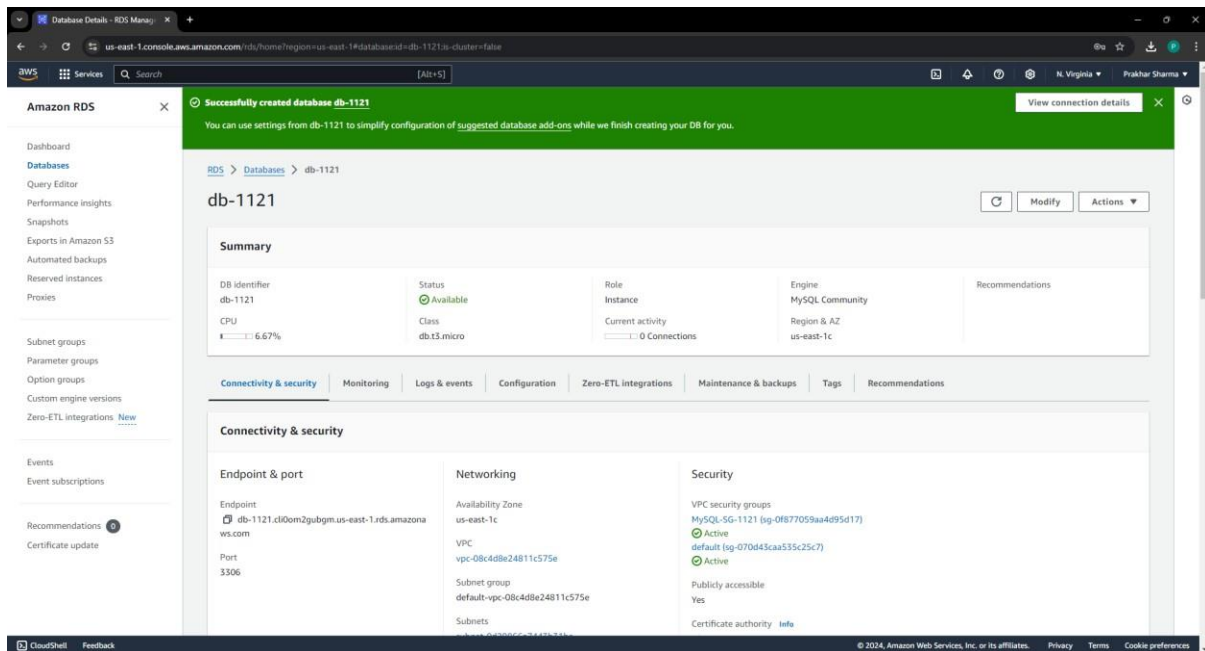 Database Details - RDS Manag
us-east-1.console.aws.amazon.com/rds/home?region=us-east-1#database:id=db-1121;is-cluster=false
aws Services Search [Alt+S] N. Virginia Prakhar Sharma
Amazon RDS
Dashboard
Databases
Query Editor
Performance insights
Snapshots
Exports in Amazon S3
Automated backups
Reserved instances
Proxies
Subnet groups
Parameter groups
Option groups
Custom engine versions
Zero-ETL integrations New
Events
Event subscriptions
Recommendations 0
Certificate update
Successfully created database db-1121
View connection details
You can use settings from db-1121 to simplify configuration of suggested database add-ons while we finish creating your DB for you.
RDS > Databases > db-1121
db-1121
Modify Actions
Summary
DB identifier
db-1121
Status
Available
Role
Instance
Engine
MySQL Community
Recommendations
CPU
6.67%
Class
db.t3.micro
Current activity
0 Connections
Region & AZ
us-east-1c
Connectivity & security Monitoring Logs & events Configuration Zero-ETL integrations Maintenance & backups Tags Recommendations
Connectivity & security
Endpoint & port
Endpoint
db-1121.cli0om2gubgm.us-east-1.rds.amazona
ws.com
Port
3306
Networking
Availability Zone
us-east-1c
VPC
vpc-08c4d8e24811c575e
Subnet group
default-vpc-08c4d8e24811c575e
Subnets
Security
VPC security groups
MySQL-SG-1121 (sg-0f877059aa4d95d17)
Active
default (sg-070d43caa535c25c7)
Active
Publicly accessible
Yes
Certificate authority Info
CloudShell Feedback © 2024, Amazon Web Services, Inc. or its affiliates. Privacy Terms Cookie preferences